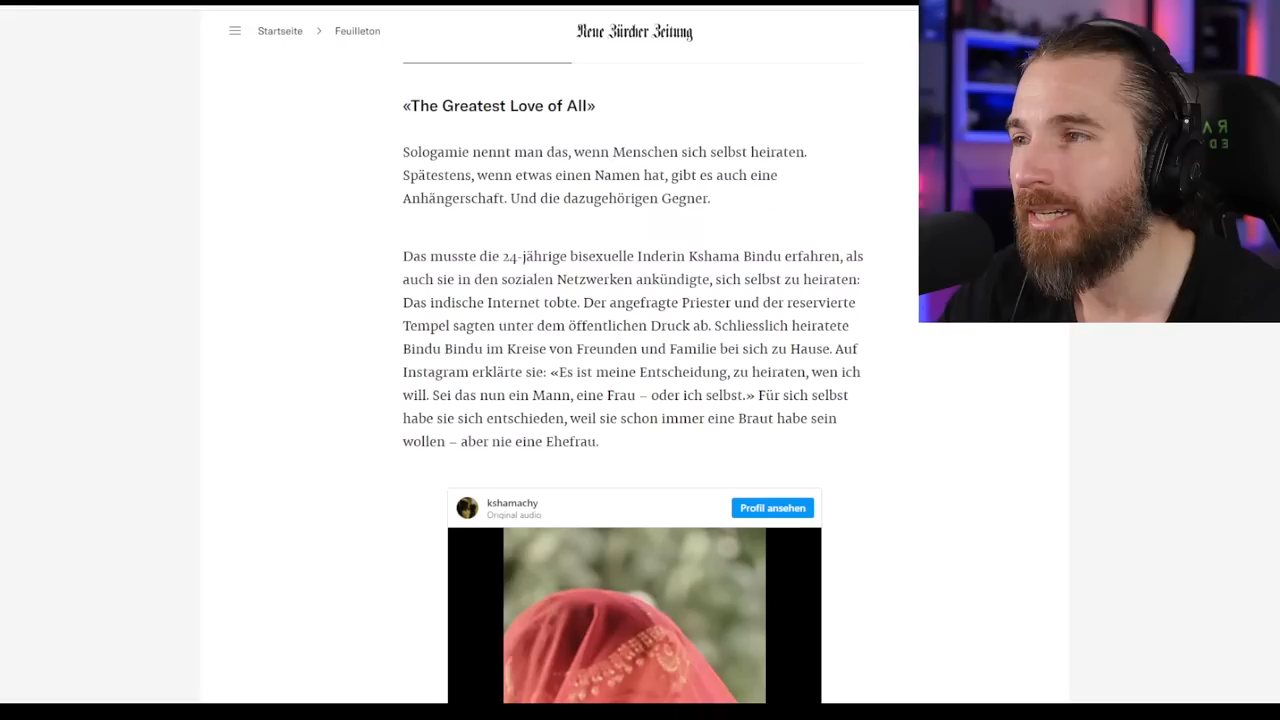 Startseite
Feuilleton
Neue Zürcher Zeitung
«The Greatest Love of All»
Sologamie nennt man das, wenn Menschen sich selbst heiraten.
Spätestens, wenn etwas einen Namen hat, gibt es auch eine
Anhängerschaft. Und die dazugehörigen Gegner.
Das musste die 24-jährige bisexuelle Inderin Kshama Bindu erfahren, als
auch sie in den sozialen Netzwerken ankündigte, sich selbst zu heiraten:
Das indische Internet tobte. Der angefragte Priester und der reservierte
Tempel sagten unter dem öffentlichen Druck ab. Schliesslich heiratete
Bindu Bindu im Kreise von Freunden und Familie bei sich zu Hause. Auf
Instagram erklärte sie: «Es ist meine Entscheidung, zu heiraten, wen ich
will. Sei das nun ein Mann, eine Frau – oder ich selbst.» Für sich selbst
habe sie sich entschieden, weil sie schon immer eine Braut habe sein
wollen – aber nie eine Ehefrau.
kshamachy
Original audio
Profil ansehen